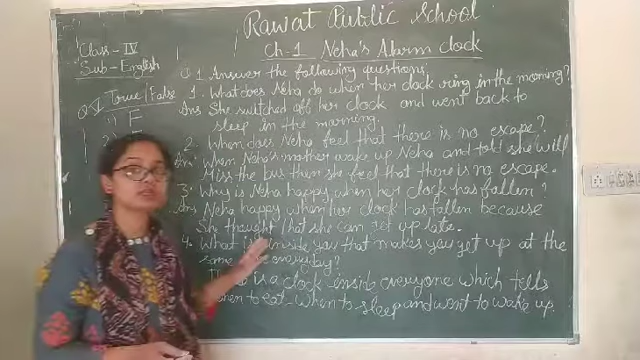 Rawat Public School
Class-IV
Sub-English
Ch-1 Neha's Alarm clock
Q.1 Answer the following questions
1. What does Neha do when her clock ring in the morning?
Ans She switched off her clock and went back to
sleep in the morning.
2. When does Neha feel that there is no escape?
Ans When Neha's mother wake up Neha and told she will
Miss the bus then she feel that there is no escape.
3. Why is Neha happy when her clock has fallen?
Ans Neha happy when her clock has fallen because
She thought that she can get up late.
4. What is inside you that makes you get up at the
same everyday?
is a clock inside everyone which tells
when to eat - when to sleep and to wake up.
True/False
i) F